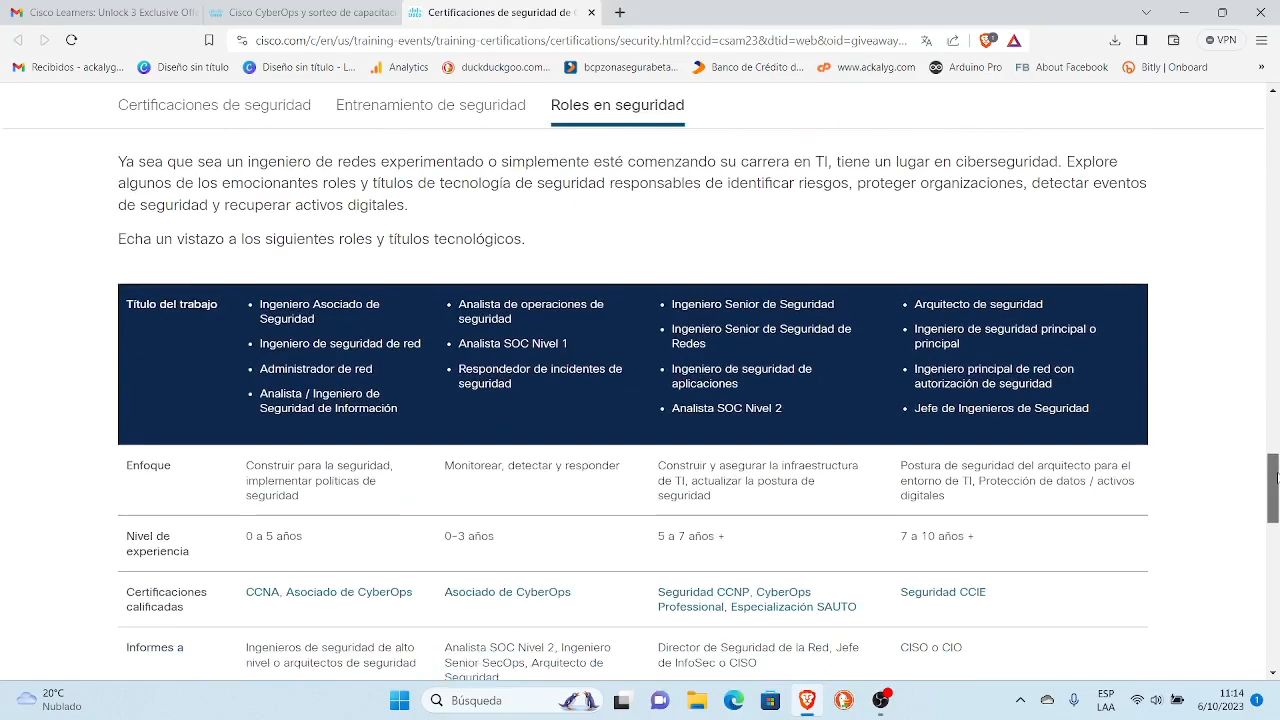 Cisco Learners: Unlock 3 Exclusive Offe
Cisco CyberOps y sorteo de capacitac
Certificaciones de seguridad de C
cisco.com/c/en/us/training-events/training-certifications/certifications/security.html?ccid=csam23&dtid=web&oid=giveaway...
VPN
Recibidos - ackalyg...
Diseño sin título
Diseño sin título - L...
Analytics
duckduckgoo.com...
bcpzonasegurabeta...
Banco de Crédito d...
www.ackalyg.com
Arduino Pro
FB About Facebook
Bitly | Onboard
»
Certificaciones de seguridad
Entrenamiento de seguridad
Roles en seguridad
Ya sea que sea un ingeniero de redes experimentado o simplemente esté comenzando su carrera en TI, tiene un lugar en ciberseguridad. Explore
algunos de los emocionantes roles y títulos de tecnología de seguridad responsables de identificar riesgos, proteger organizaciones, detectar eventos
de seguridad y recuperar activos digitales.
Echa un vistazo a los siguientes roles y títulos tecnológicos.
Título del trabajo
• Ingeniero Asociado de
Seguridad
• Ingeniero de seguridad de red
• Administrador de red
• Analista / Ingeniero de
Seguridad de Información
• Analista de operaciones de
seguridad
• Analista SOC Nivel 1
• Respondedor de incidentes de
seguridad
• Ingeniero Senior de Seguridad
• Ingeniero Senior de Seguridad de
Redes
• Ingeniero de seguridad de
aplicaciones
• Analista SOC Nivel 2
• Arquitecto de seguridad
• Ingeniero de seguridad principal o
principal
• Ingeniero principal de red con
autorización de seguridad
• Jefe de Ingenieros de Seguridad
Enfoque
Construir para la seguridad,
implementar políticas de
seguridad
Monitorear, detectar y responder
Construir y asegurar la infraestructura
de TI, actualizar la postura de
seguridad
Postura de seguridad del arquitecto para el
entorno de TI, Protección de datos / activos
digitales
Nivel de
experiencia
0 a 5 años
0-3 años
5 a 7 años +
7 a 10 años +
Certificaciones
calificadas
CCNA, Asociado de CyberOps
Asociado de CyberOps
Seguridad CCNP, CyberOps
Professional, Especialización SAUTO
Seguridad CCIE
Informes a
Ingenieros de seguridad de alto
nivel o arquitectos de seguridad
Analista SOC Nivel 2, Ingeniero
Senior SecOps, Arquitecto de
Seguridad
Director de Seguridad de la Red, Jefe
de InfoSec o CISO
CISO o CIO
20°C
Nublado
Búsqueda
ESP
LAA
11:14
6/10/2023
1